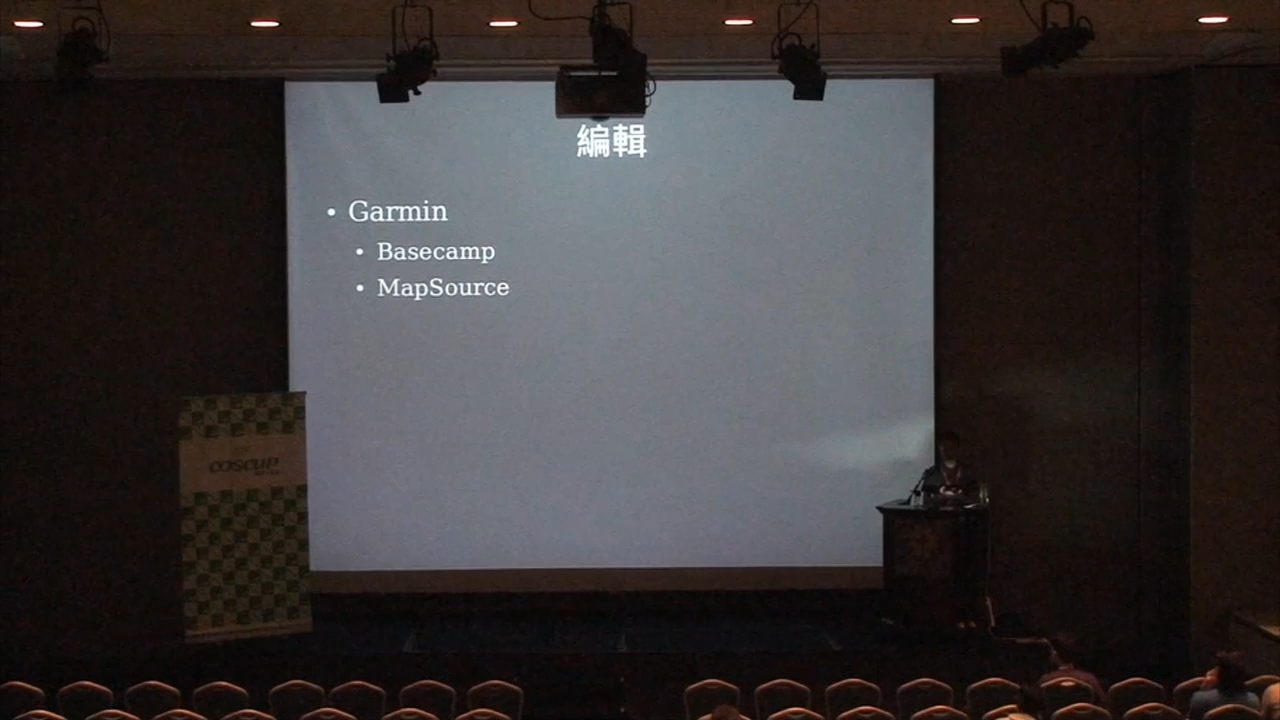 編輯
• Garmin
• Basecamp
• MapSource
COSCUP